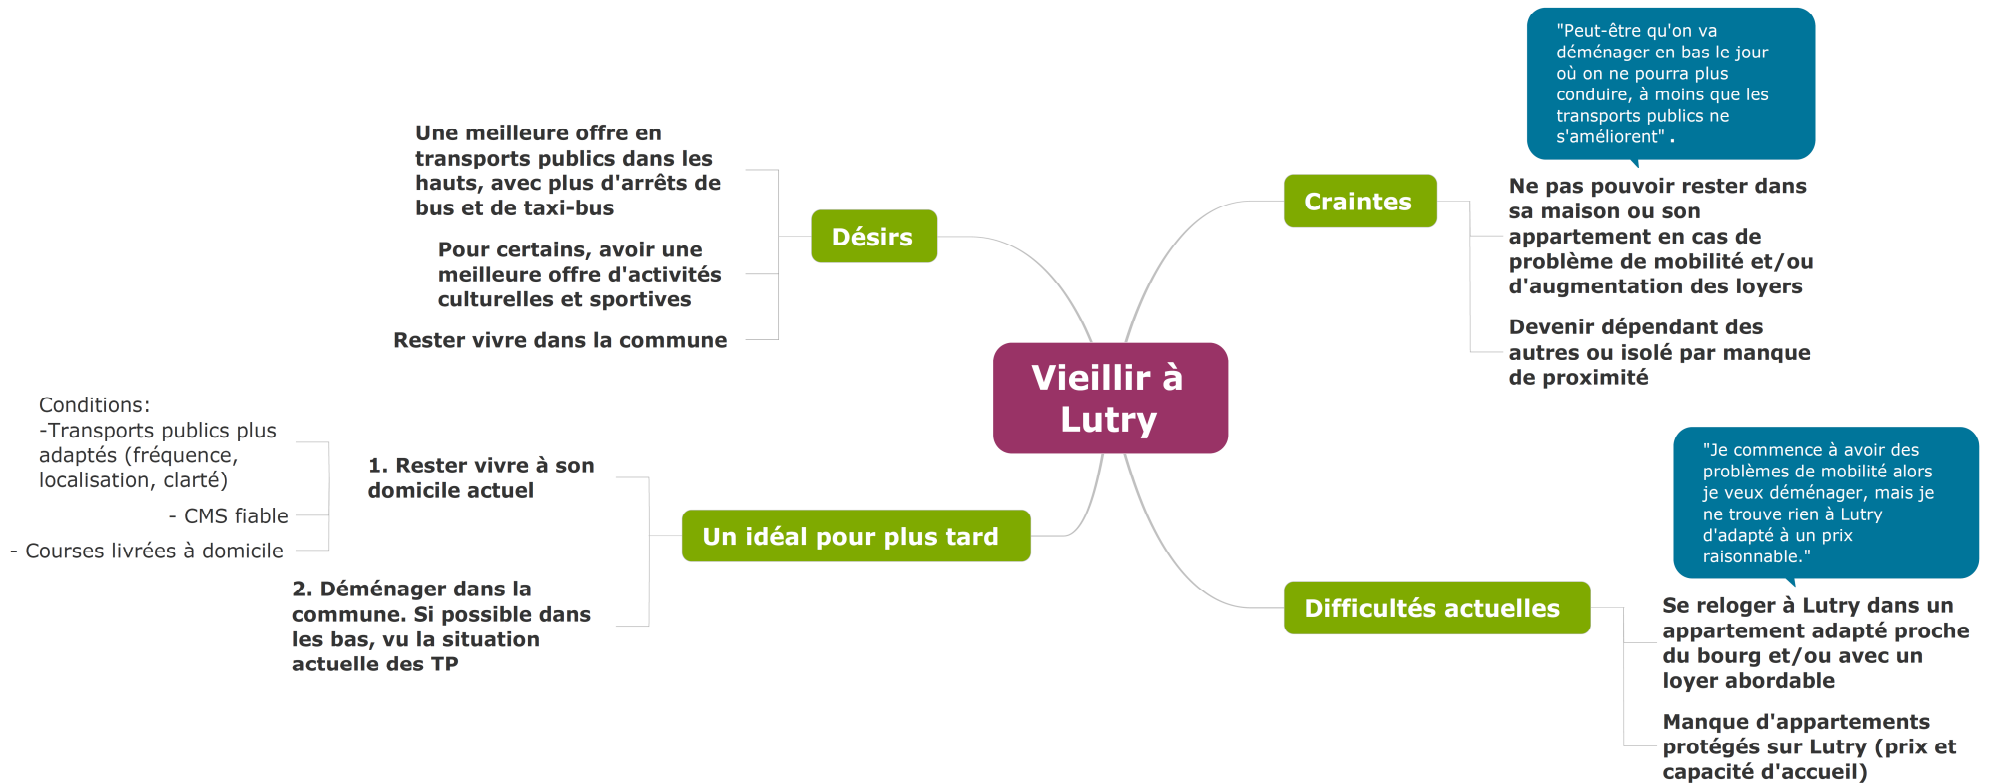 Vieillir à
Lutry
Désirs
Une meilleure offre en
transports publics dans les
hauts, avec plus d'arrêts de
bus et de taxi-bus
Pour certains, avoir une
meilleure offre d'activités
culturelles et sportives
Rester vivre dans la commune
Un idéal pour plus tard
1. Rester vivre à son
domicile actuel
Conditions:
-Transports publics plus
adaptés (fréquence,
localisation, clarté)
- CMS fiable
- Courses livrées à domicile
2. Déménager dans la
commune. Si possible dans
les bas, vu la situation
actuelle des TP
Craintes
"Peut-être qu'on va
déménager en bas le jour
où on ne pourra plus
conduire, à moins que les
transports publics ne
s'améliorent" .
Ne pas pouvoir rester dans
sa maison ou son
appartement en cas de
problème de mobilité et/ou
d'augmentation des loyers
Devenir dépendant des
autres ou isolé par manque
de proximité
Difficultés actuelles
"Je commence à avoir des
problèmes de mobilité alors
je veux déménager, mais je
ne trouve rien à Lutry
d'adapté à un prix
raisonnable."
Se reloger à Lutry dans un
appartement adapté proche
du bourg et/ou avec un
loyer abordable
Manque d'appartements
protégés sur Lutry (prix et
capacité d'accueil)